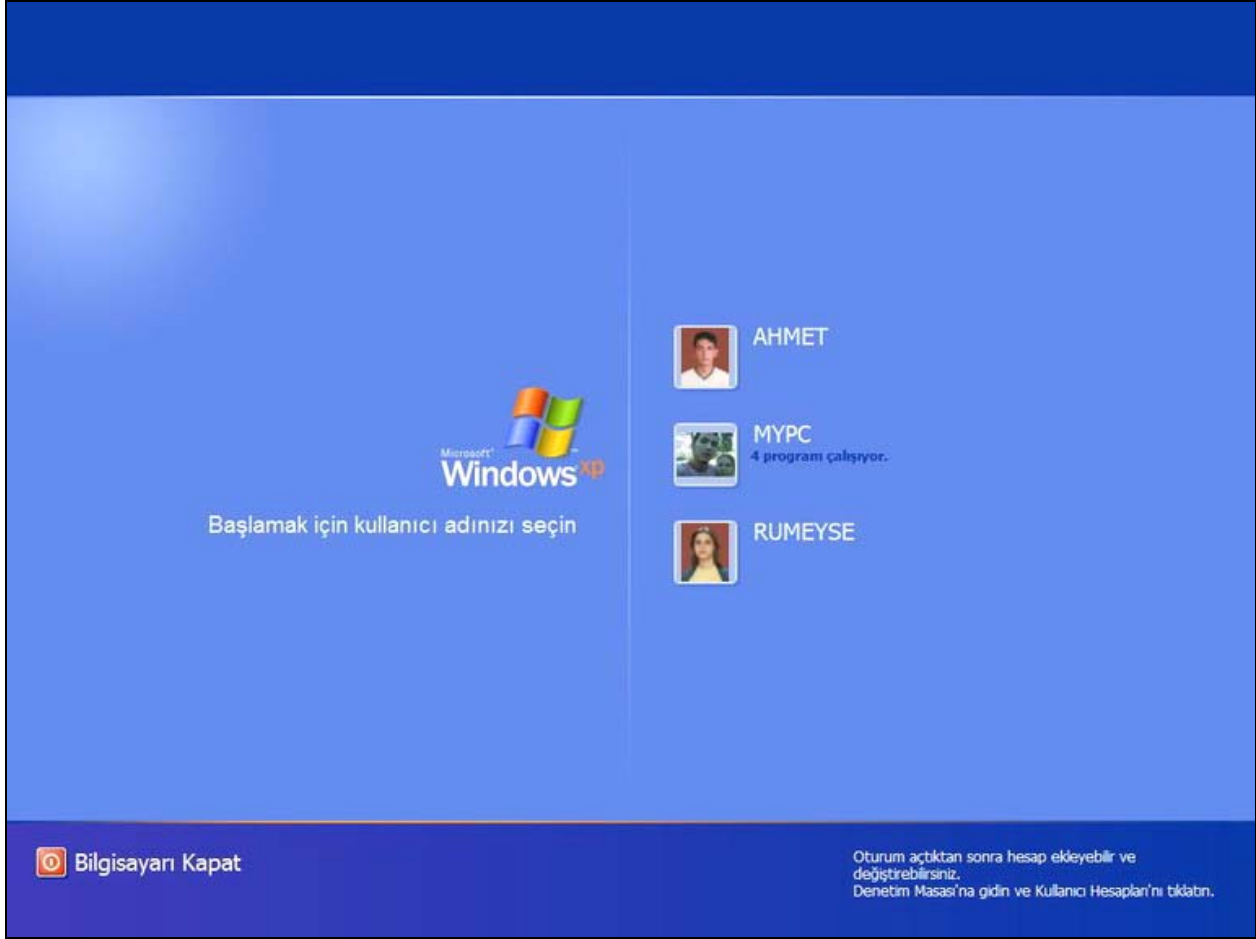 Microsoft®
Windows xp
Başlamak için kullanıcı adınızı seçin
AHMET
MYPC
4 program çalışıyor.
RUMEYSE
Bilgisayarı Kapat
Oturum açtıktan sonra hesap ekleyebilir ve
değiştirebilirsiniz.
Denetim Masası'na gidin ve Kullanıcı Hesapları'nı tıklatın.